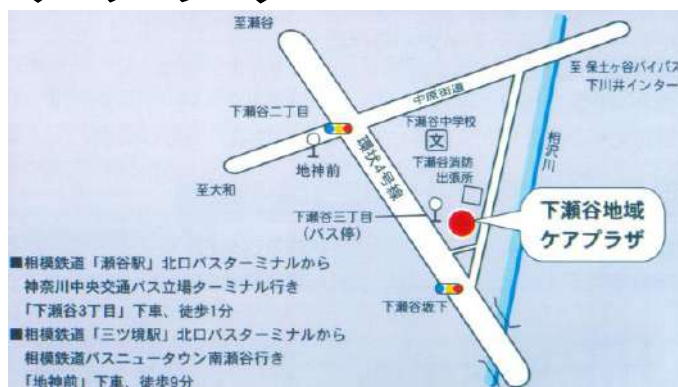 至瀬谷
至 保土ヶ谷バイパス
下川井インター
中原街道
下瀬谷二丁目
下瀬谷中学校
文
地神前
環状4号線
下瀬谷消防
出張所
相沢川
至大和
下瀬谷三丁目
(バス停)
下瀬谷地域
ケアプラザ
下瀬谷坂下
■相模鉄道「瀬谷駅」北口バスターミナルから
神奈川中央交通バス立場ターミナル行き
「下瀬谷3丁目」下車、徒歩1分
■相模鉄道「三ツ境駅」北口バスターミナルから
相模鉄道バスニュータウン南瀬谷行き
「地神前」下車、徒歩9分